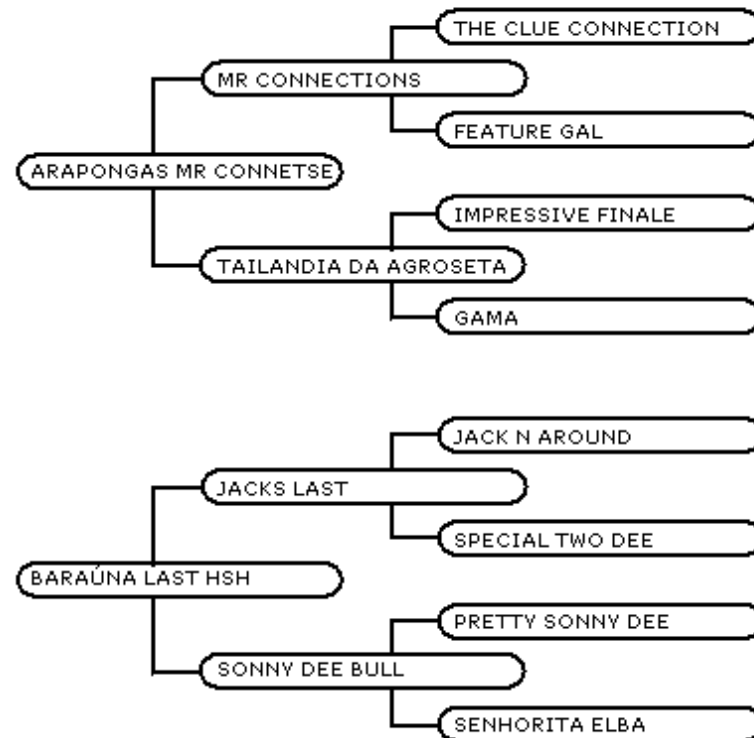 THE CLUE CONNECTION
MR CONNECTIONS
FEATURE GAL
ARAPONGAS MR CONNETSE
IMPRESSIVE FINALE
TAILANDIA DA AGROSETA
GAMA
JACK N AROUND
JACKS LAST
SPECIAL TWO DEE
BARAÚNA LAST HSH
PRETTY SONNY DEE
SONNY DEE BULL
SENHORITA ELBA